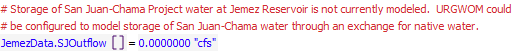 # Storage of San Juan-Chama Project water at Jemez Reservoir is not currently modeled.  URGWOM could
# be configured to model storage of San Juan-Chama water through an exchange for native water.
JemezData.SJOutflow [] = 0.0000000 "cfs"